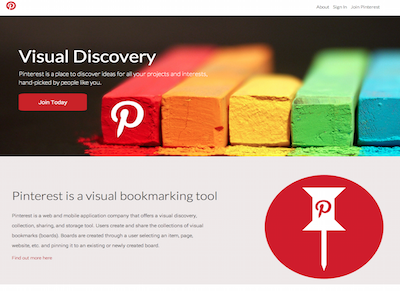 About Sign In Join Pinterest
Visual Discovery
Pinterest is a place to discover ideas for all your projects and interests,
hand-picked by people like you.
Join Today
Pinterest is a visual bookmarking tool
Pinterest is a web and mobile application company that offers a visual discovery,
collection, sharing, and storage tool. Users create and share the collections of visual
bookmarks (boards). Boards are created through a user selecting an item, page,
website, etc. and pinning it to an existing or newly created board.
Find out more here.